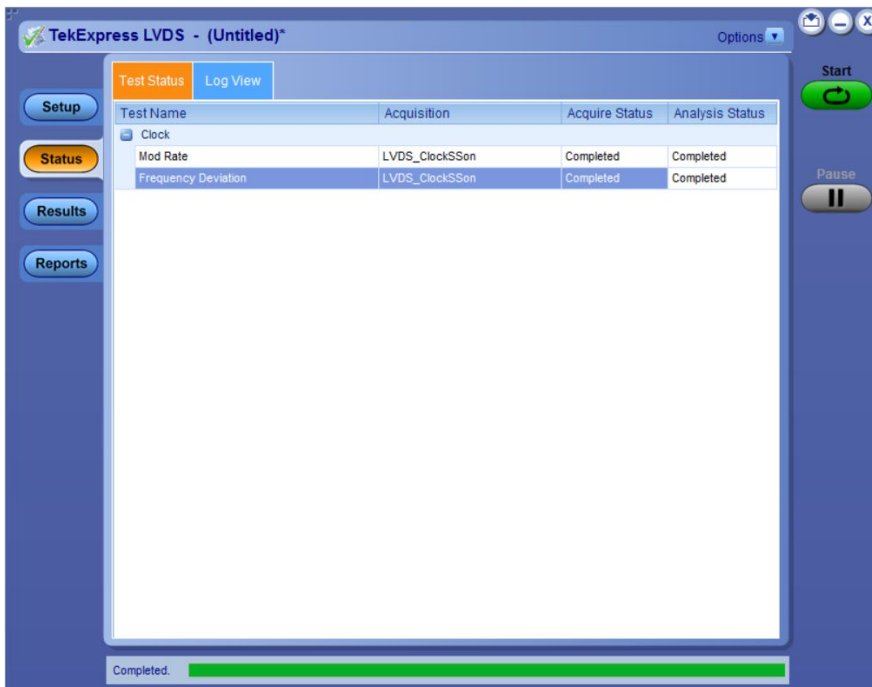 TekExpress LVDS - (Untitled)*
Options
X
Start
Pause
Setup
Status
Results
Reports
Test Status Log View
Test Name Acquisition Acquire Status Analysis Status
Clock
Mod Rate LVDS_ClockSSon Completed Completed
Frequency Deviation LVDS_ClockSSon Completed Completed
Completed.